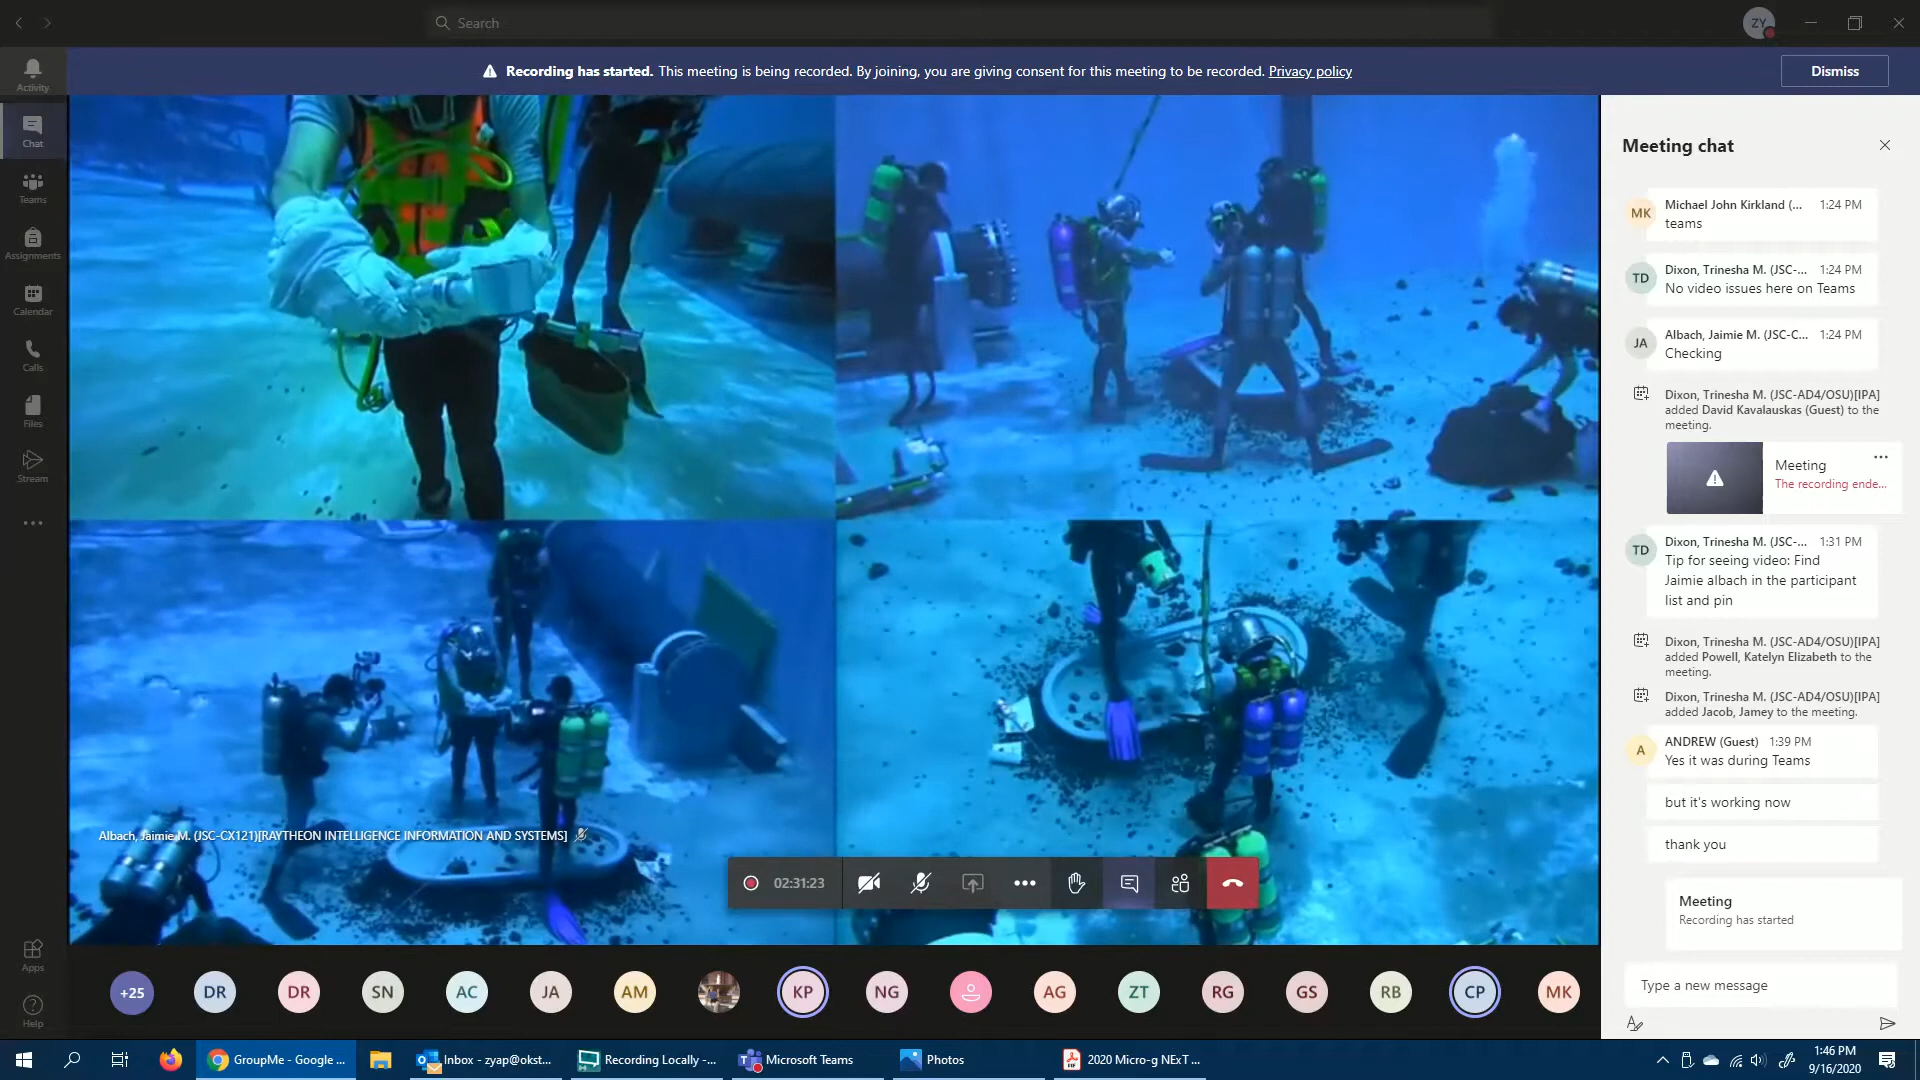 Search
ZY
Recording has started. This meeting is being recorded. By joining, you are giving consent for this meeting to be recorded. Privacy policy
Dismiss
Activity
Chat
Teams
Assignments
Calendar
Calls
Files
Stream
Apps
Help
Albach, Jaimie M. (JSC-CX121)[RAYTHEON INTELLIGENCE INFORMATION AND SYSTEMS]
02:31:23
+25
DR
DR
SN
AC
JA
AM
KP
NG
AG
ZT
RG
GS
RB
CP
MK
Meeting chat
MK
Michael John Kirkland (... 1:24 PM
teams
TD
Dixon, Trinesha M. (JSC-... 1:24 PM
No video issues here on Teams
JA
Albach, Jaimie M. (JSC-C... 1:24 PM
Checking
Dixon, Trinesha M. (JSC-AD4/OSU)[IPA]
added David Kavalauskas (Guest) to the
meeting.
Meeting
The recording ende...
TD
Dixon, Trinesha M. (JSC-... 1:31 PM
Tip for seeing video: Find
Jaimie albach in the participant
list and pin
Dixon, Trinesha M. (JSC-AD4/OSU)[IPA]
added Powell, Katelyn Elizabeth to the
meeting.
Dixon, Trinesha M. (JSC-AD4/OSU)[IPA]
added Jacob, Jamey to the meeting.
A
ANDREW (Guest) 1:39 PM
Yes it was during Teams
but it's working now
thank you
Meeting
Recording has started
Type a new message
GroupMe - Google ...
Inbox - zyap@okst...
Recording Locally -...
Microsoft Teams
Photos
2020 Micro-g NExT ...
1:46 PM
9/16/2020